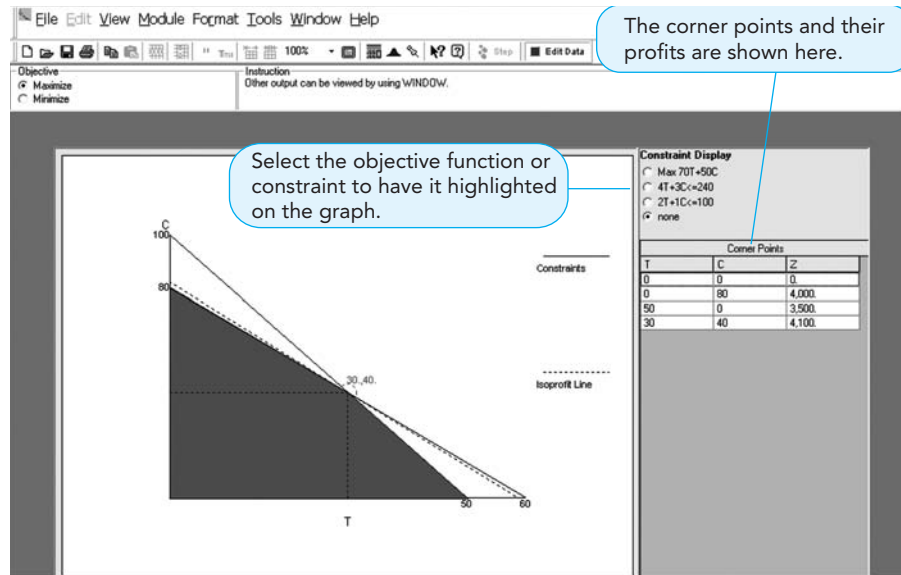 File Edit View Module Format Tools Window Help
The corner points and their
profits are shown here.
100%
Step
Edit Data
Objective
Maximize
Minimize
Instruction
Other output can be viewed by using WINDOW.
Select the objective function or
constraint to have it highlighted
on the graph.
Constraint Display
Max 70T+50C
4T+3C<=240
2T+1C<=100
none
Corner Points
T C Z
0 0 0.
0 80 4,000.
50 0 3,500.
30 40 4,100.
C
100
80
30.,40.
50
60
T
Constraints
Isoprofit Line